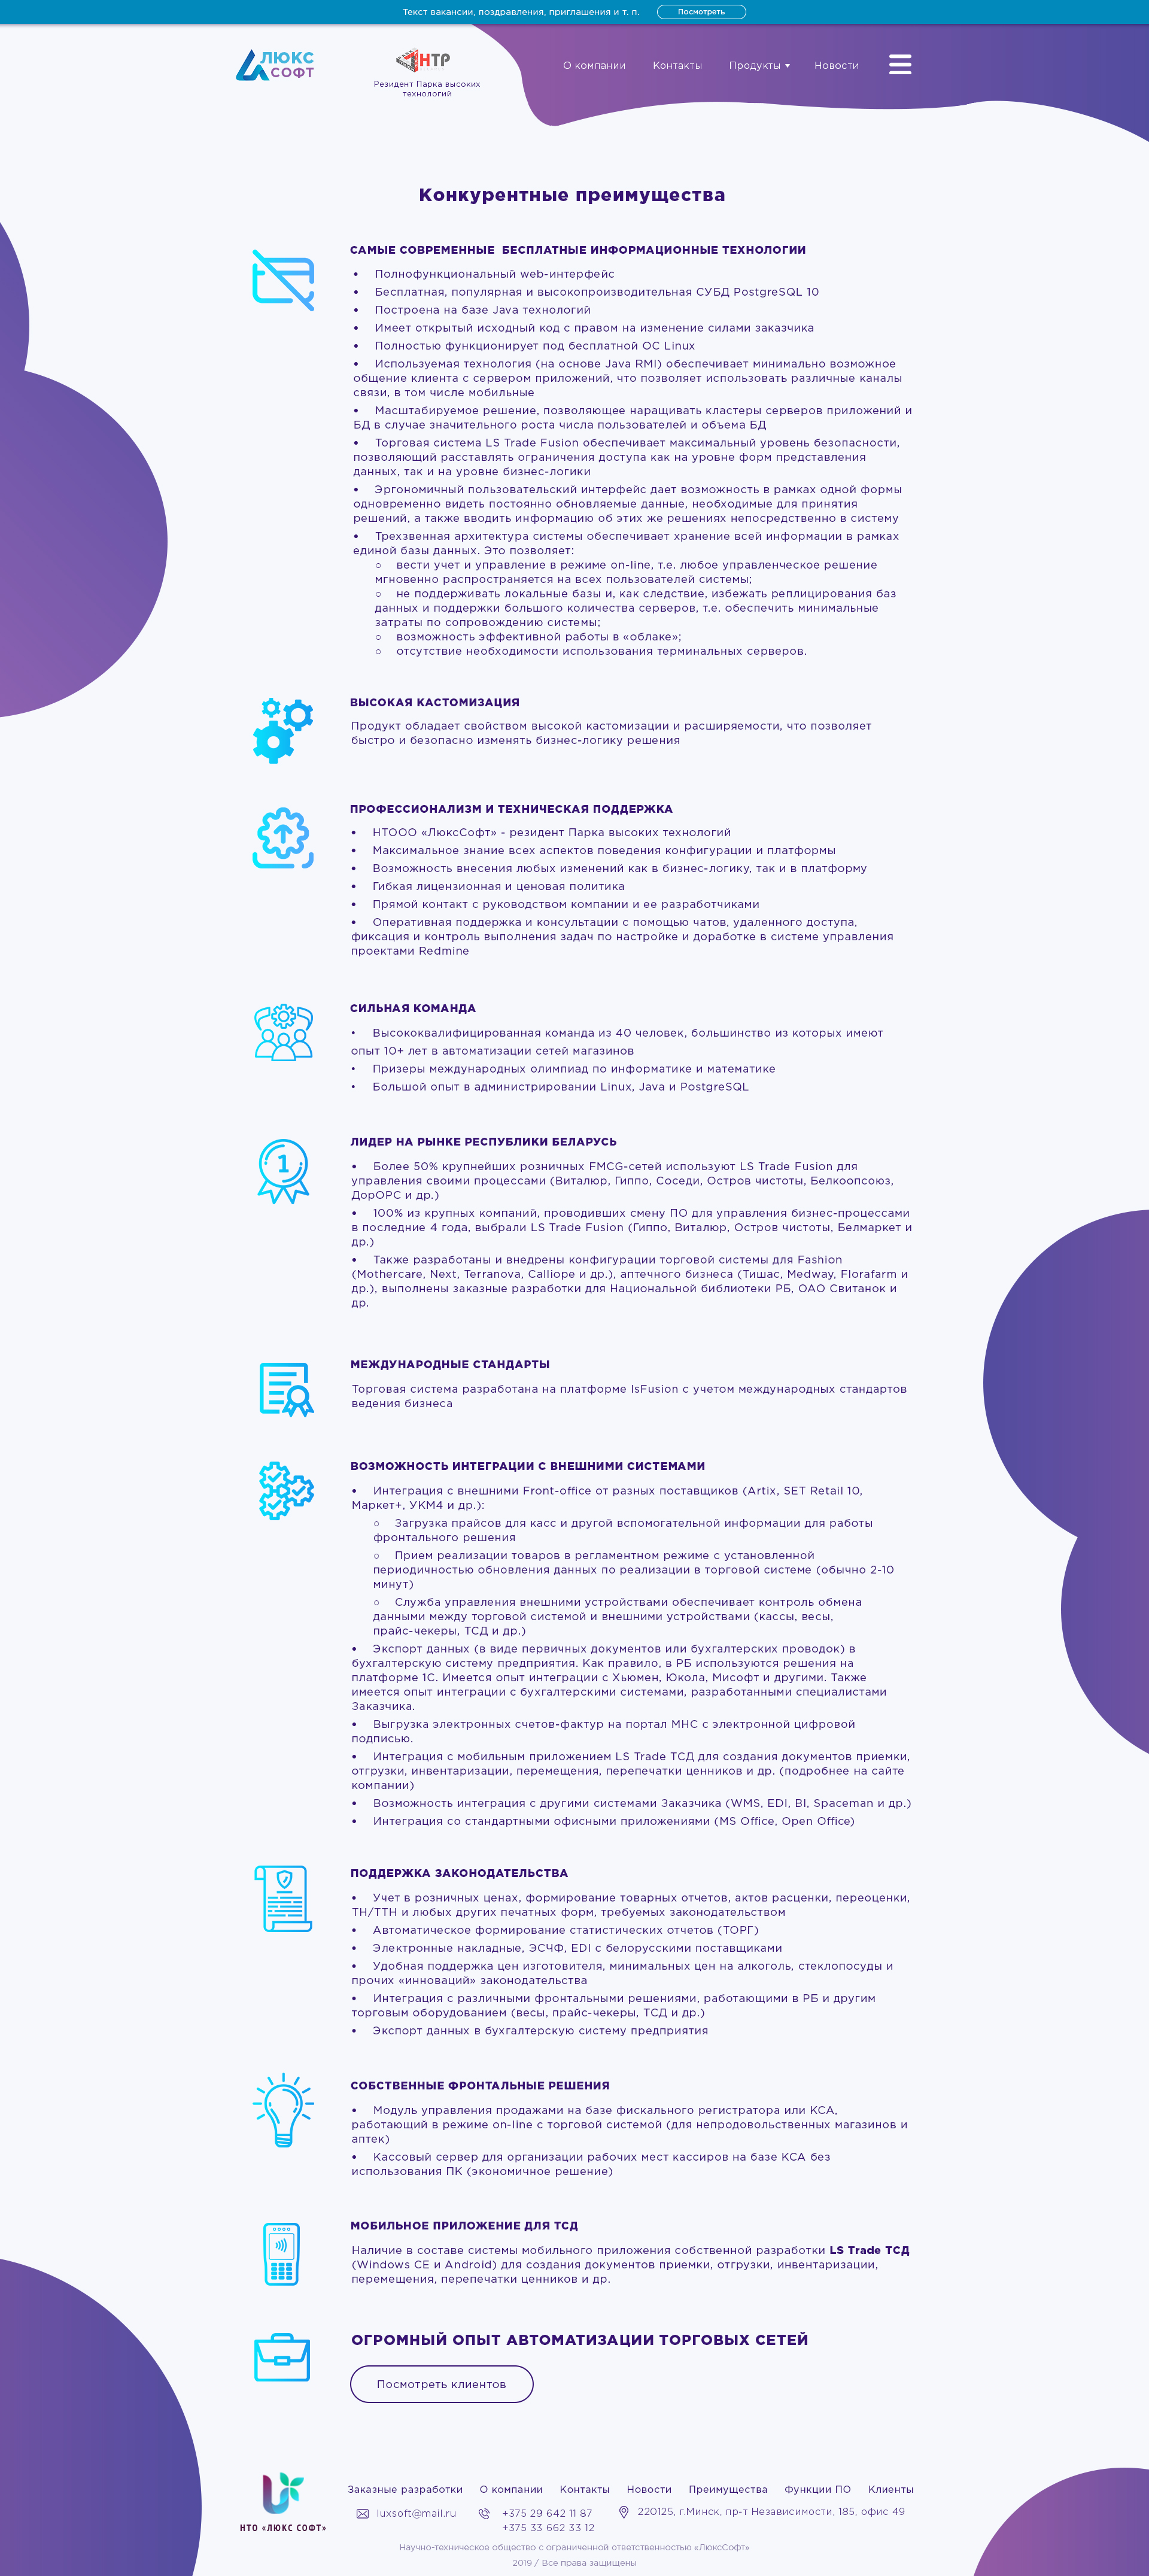 Текст вакансии, поздравления, приглашения и т. п.
Посмотреть
ЛЮКС
СОФТ
НТР
Резидент Парка высоких
технологий
О компании
Контакты
Продукты
Новости
Конкурентные преимущества
САМЫЕ СОВРЕМЕННЫЕ БЕСПЛАТНЫЕ ИНФОРМАЦИОННЫЕ ТЕХНОЛОГИИ
• Полнофункциональный web-интерфейс
• Бесплатная, популярная и высокопроизводительная СУБД PostgreSQL 10
• Построена на базе Java технологий
• Имеет открытый исходный код с правом на изменение силами заказчика
• Полностью функционирует под бесплатной ОС Linux
• Используемая технология (на основе Java RMI) обеспечивает минимально возможное
общение клиента с сервером приложений, что позволяет использовать различные каналы
связи, в том числе мобильные
• Масштабируемое решение, позволяющее наращивать кластеры серверов приложений и
БД в случае значительного роста числа пользователей и объема БД
• Торговая система LS Trade Fusion обеспечивает максимальный уровень безопасности,
позволяющий расставлять ограничения доступа как на уровне форм представления
данных, так и на уровне бизнес-логики
• Эргономичный пользовательский интерфейс дает возможность в рамках одной формы
одновременно видеть постоянно обновляемые данные, необходимые для принятия
решений, а также вводить информацию об этих же решениях непосредственно в систему
• Трехзвенная архитектура системы обеспечивает хранение всей информации в рамках
единой базы данных. Это позволяет:
○ вести учет и управление в режиме on-line, т.е. любое управленческое решение
мгновенно распространяется на всех пользователей системы;
○ не поддерживать локальные базы и, как следствие, избежать реплицирования баз
данных и поддержки большого количества серверов, т.е. обеспечить минимальные
затраты по сопровождению системы;
○ возможность эффективной работы в «облаке»;
○ отсутствие необходимости использования терминальных серверов.
ВЫСОКАЯ КАСТОМИЗАЦИЯ
Продукт обладает свойством высокой кастомизации и расширяемости, что позволяет
быстро и безопасно изменять бизнес-логику решения
ПРОФЕССИОНАЛИЗМ И ТЕХНИЧЕСКАЯ ПОДДЕРЖКА
• НТООО «ЛюксСофт» - резидент Парка высоких технологий
• Максимальное знание всех аспектов поведения конфигурации и платформы
• Возможность внесения любых изменений как в бизнес-логику, так и в платформу
• Гибкая лицензионная и ценовая политика
• Прямой контакт с руководством компании и ее разработчиками
• Оперативная поддержка и консультации с помощью чатов, удаленного доступа,
фиксация и контроль выполнения задач по настройке и доработке в системе управления
проектами Redmine
СИЛЬНАЯ КОМАНДА
• Высококвалифицированная команда из 40 человек, большинство из которых имеют
опыт 10+ лет в автоматизации сетей магазинов
• Призеры международных олимпиад по информатике и математике
• Большой опыт в администрировании Linux, Java и PostgreSQL
1
ЛИДЕР НА РЫНКЕ РЕСПУБЛИКИ БЕЛАРУСЬ
• Более 50% крупнейших розничных FMCG-сетей используют LS Trade Fusion для
управления своими процессами (Виталюр, Гиппо, Соседи, Остров чистоты, Белкоопсоюз,
ДорОРС и др.)
• 100% из крупных компаний, проводивших смену ПО для управления бизнес-процессами
в последние 4 года, выбрали LS Trade Fusion (Гиппо, Виталюр, Остров чистоты, Белмаркет и
др.)
• Также разработаны и внедрены конфигурации торговой системы для Fashion
(Mothercare, Next, Terranova, Calliope и др.), аптечного бизнеса (Тишас, Medway, Florafarm и
др.), выполнены заказные разработки для Национальной библиотеки РБ, ОАО Свитанок и
др.
МЕЖДУНАРОДНЫЕ СТАНДАРТЫ
Торговая система разработана на платформе IsFusion с учетом международных стандартов
ведения бизнеса
ВОЗМОЖНОСТЬ ИНТЕГРАЦИИ С ВНЕШНИМИ СИСТЕМАМИ
• Интеграция с внешними Front-office от разных поставщиков (Artix, SET Retail 10,
Маркет+, УКМ4 и др.):
○ Загрузка прайсов для касс и другой вспомогательной информации для работы
фронтального решения
○ Прием реализации товаров в регламентном режиме с установленной
периодичностью обновления данных по реализации в торговой системе (обычно 2-10
минут)
○ Служба управления внешними устройствами обеспечивает контроль обмена
данными между торговой системой и внешними устройствами (кассы, весы,
прайс-чекеры, ТСД и др.)
• Экспорт данных (в виде первичных документов или бухгалтерских проводок) в
бухгалтерскую систему предприятия. Как правило, в РБ используются решения на
платформе 1С. Имеется опыт интеграции с Хьюмен, Юкола, Мисофт и другими. Также
имеется опыт интеграции с бухгалтерскими системами, разработанными специалистами
Заказчика.
• Выгрузка электронных счетов-фактур на портал МНС с электронной цифровой
подписью.
• Интеграция с мобильным приложением LS Trade ТСД для создания документов приемки,
отгрузки, инвентаризации, перемещения, перепечатки ценников и др. (подробнее на сайте
компании)
• Возможность интеграция с другими системами Заказчика (WMS, EDI, BI, Spaceman и др.)
• Интеграция со стандартными офисными приложениями (MS Office, Open Office)
ПОДДЕРЖКА ЗАКОНОДАТЕЛЬСТВА
• Учет в розничных ценах, формирование товарных отчетов, актов расценки, переоценки,
ТН/ТТН и любых других печатных форм, требуемых законодательством
• Автоматическое формирование статистических отчетов (ТОРГ)
• Электронные накладные, ЭСЧФ, EDI с белорусскими поставщиками
• Удобная поддержка цен изготовителя, минимальных цен на алкоголь, стеклопосуды и
прочих «инноваций» законодательства
• Интеграция с различными фронтальными решениями, работающими в РБ и другим
торговым оборудованием (весы, прайс-чекеры, ТСД и др.)
• Экспорт данных в бухгалтерскую систему предприятия
СОБСТВЕННЫЕ ФРОНТАЛЬНЫЕ РЕШЕНИЯ
• Модуль управления продажами на базе фискального регистратора или КСА,
работающий в режиме on-line с торговой системой (для непродовольственных магазинов и
аптек)
• Кассовый сервер для организации рабочих мест кассиров на базе КСА без
использования ПК (экономичное решение)
МОБИЛЬНОЕ ПРИЛОЖЕНИЕ ДЛЯ ТСД
Наличие в составе системы мобильного приложения собственной разработки LS Trade ТСД
(Windows CE и Android) для создания документов приемки, отгрузки, инвентаризации,
перемещения, перепечатки ценников и др.
ОГРОМНЫЙ ОПЫТ АВТОМАТИЗАЦИИ ТОРГОВЫХ СЕТЕЙ
Посмотреть клиентов
НТО «ЛЮКС СОФТ»
Заказные разработки
О компании
Контакты
Новости
Преимущества
Функции ПО
Клиенты
luxsoft@mail.ru
+375 29 642 11 87
+375 33 662 33 12
220125, г.Минск, пр-т Независимости, 185, офис 49
Научно-техническое общество с ограниченной ответственностью «ЛюксСофт»
2019 / Все права защищены